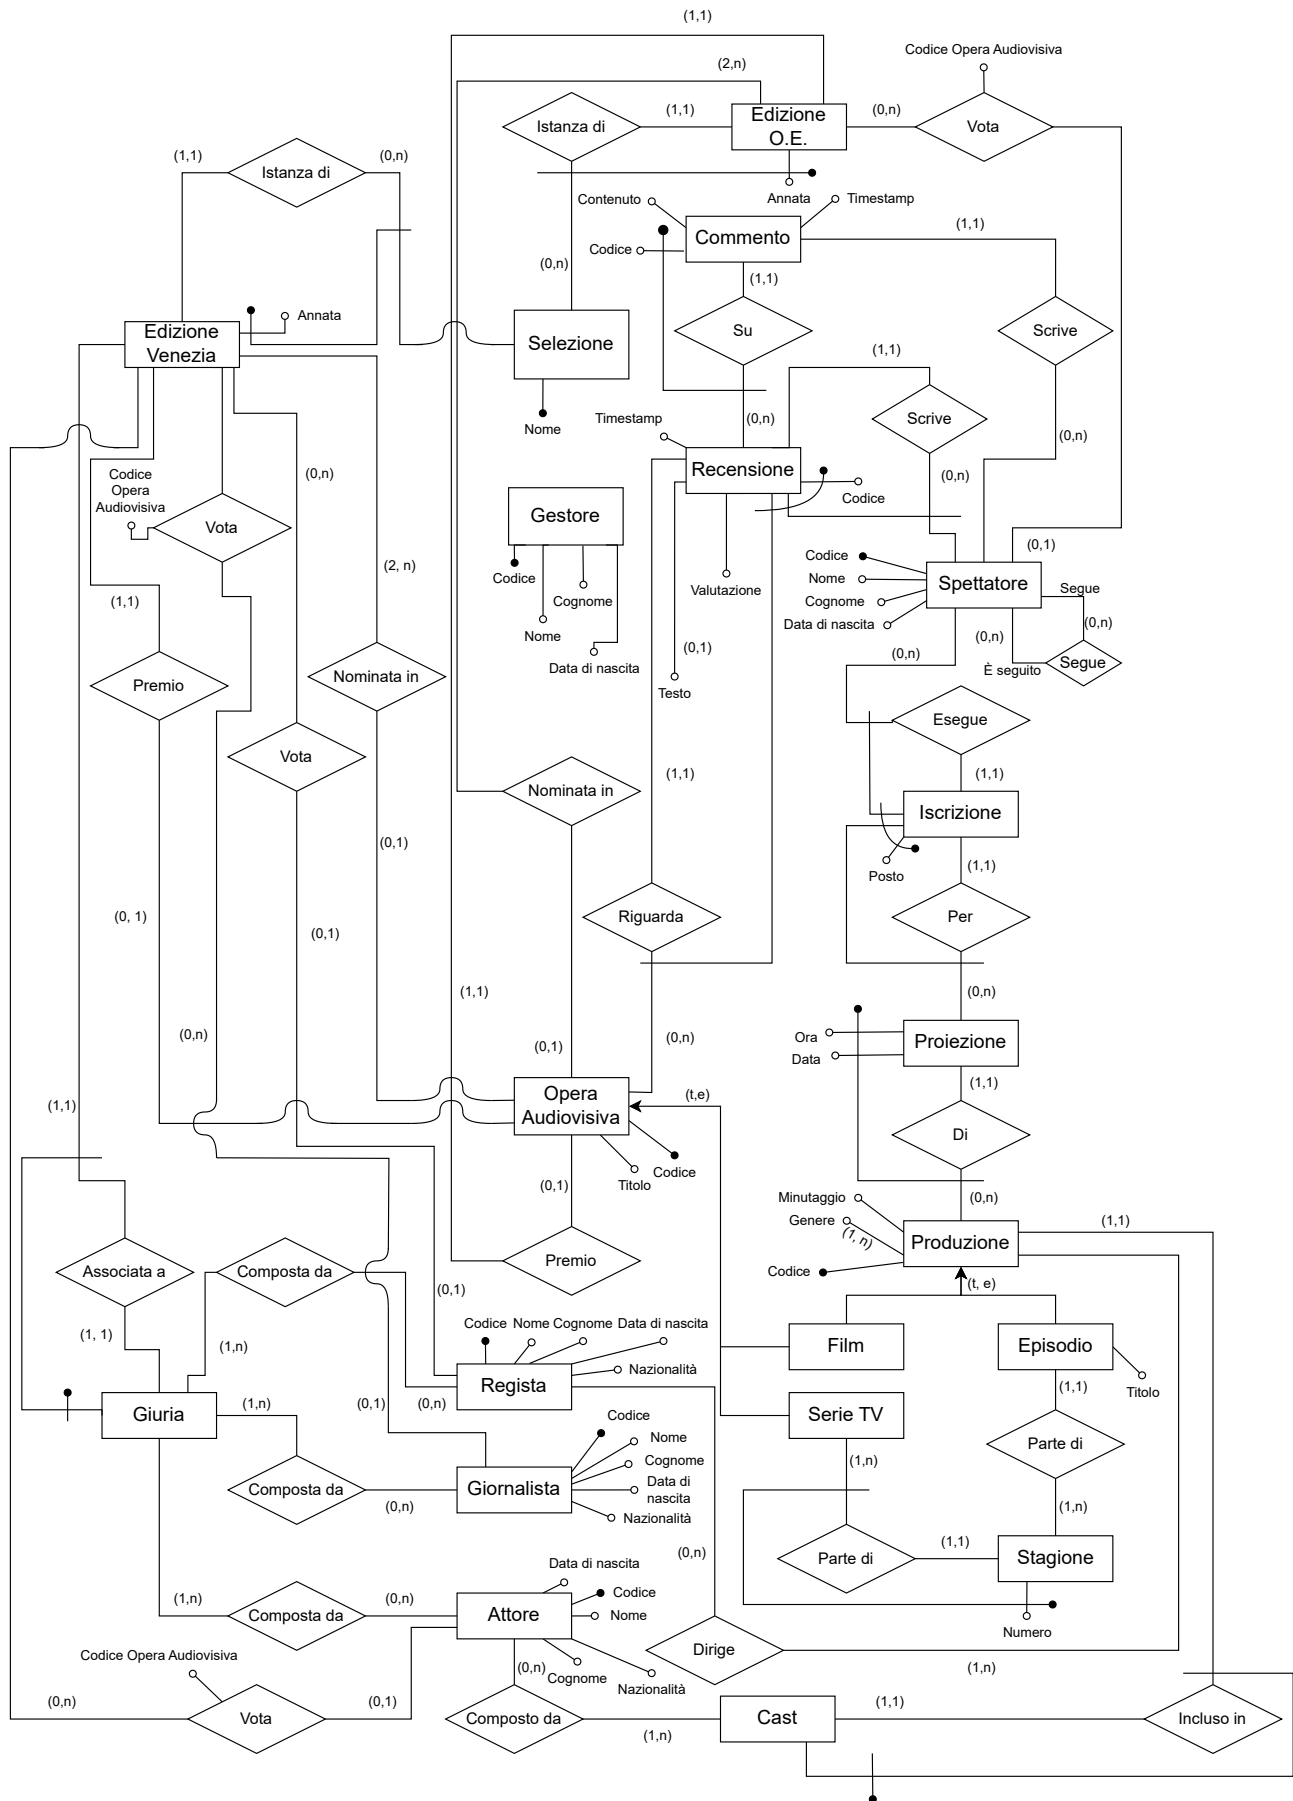 (1,1)
(2,n)
Codice Opera Audiovisiva
Istanza di
(1,1)
Edizione
O.E.
(0,n)
Vota
(1,1)
Istanza di
(0,n)
Annata
Contenuto
Timestamp
Commento
(1,1)
Codice
(0,n)
(1,1)
Annata
Edizione
Venezia
Selezione
Su
Scrive
(1,1)
Nome
Timestamp
(0,n)
Scrive
(0,n)
Recensione
(0,n)
Codice
(0,n)
Codice
Opera
Audiovisiva
Vota
Gestore
Codice
Nome
Cognome
Data di nascita
Valutazione
(0,1)
Testo
(0,1)
Codice
Nome
Cognome
Data di nascita
Spettatore
Segue
(0,n)
(0,n)
È seguito
Segue
(0,n)
(2, n)
(1,1)
Premio
Nominata in
Vota
Esegue
(1,1)
(1,1)
Nominata in
Iscrizione
Posto
(1,1)
(0,1)
(0, 1)
(0,1)
Riguarda
Per
(0,n)
(1,1)
(0,n)
(0,1)
(0,n)
Ora
Data
Proiezione
(1,1)
(1,1)
Opera
Audiovisiva
(t,e)
Di
Titolo
Codice
(0,1)
(0,n)
Minutaggio
Genere
(1, n)
Codice
Produzione
(1,1)
(t, e)
Associata a
Composta da
Premio
(0,1)
(1, 1)
(1,n)
Codice
Nome
Cognome
Data di nascita
Nazionalità
Regista
(0,n)
Film
Episodio
Titolo
(1,1)
Giuria
(1,n)
(0,1)
Serie TV
(1,n)
Parte di
Codice
Nome
Cognome
Data di
nascita
Nazionalità
Giornalista
Composta da
(0,n)
(1,n)
(0,n)
Parte di
(1,1)
Stagione
Numero
(1,n)
Composta da
(0,n)
Data di nascita
Codice
Nome
Attore
Cognome
Nazionalità
(0,n)
Dirige
(1,n)
Codice Opera Audiovisiva
(0,n)
Vota
(0,1)
Composto da
(1,n)
Cast
(1,1)
Incluso in